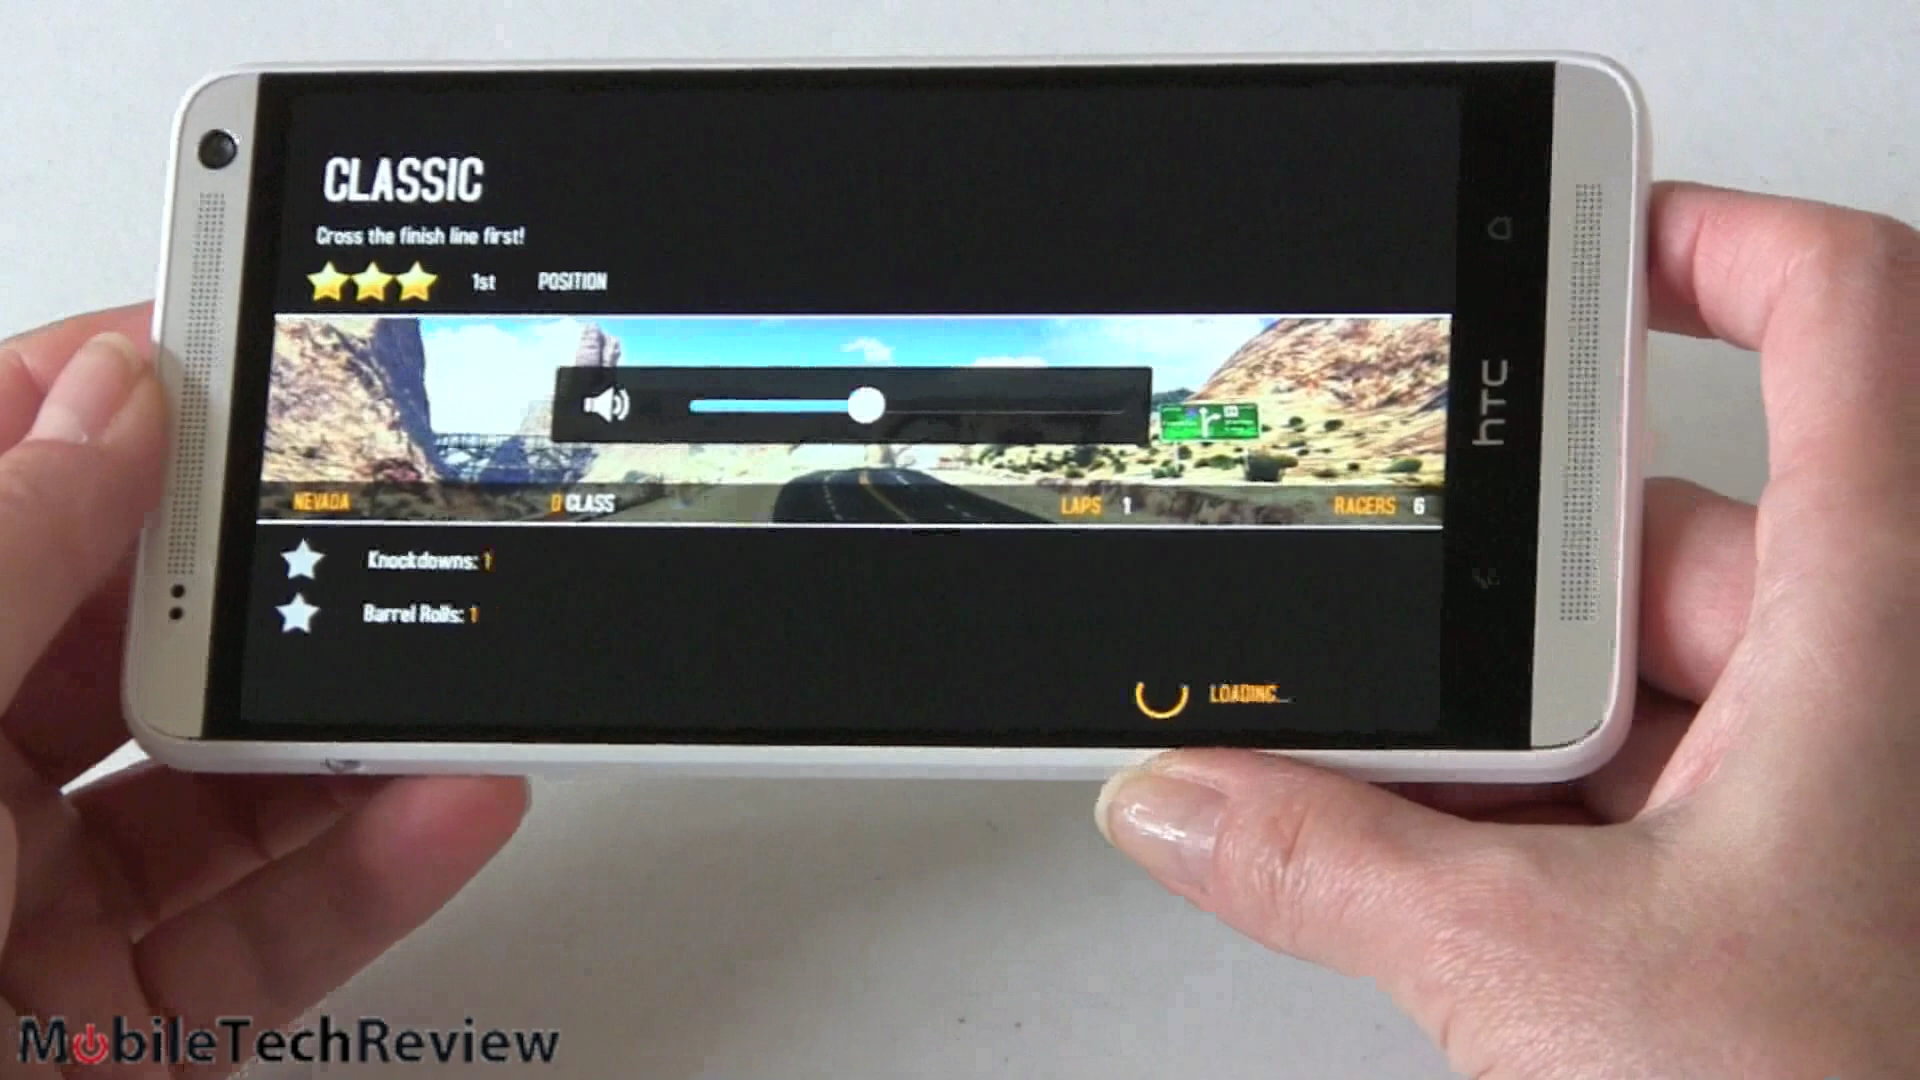 CLASSIC
Cross the finish line first!
1st POSITION
NEVADA D CLASS LAPS 1 RACERS 6
Knockdowns: 1
Barrel Rolls: 1
LOADING...
hTC
MobileTechReview